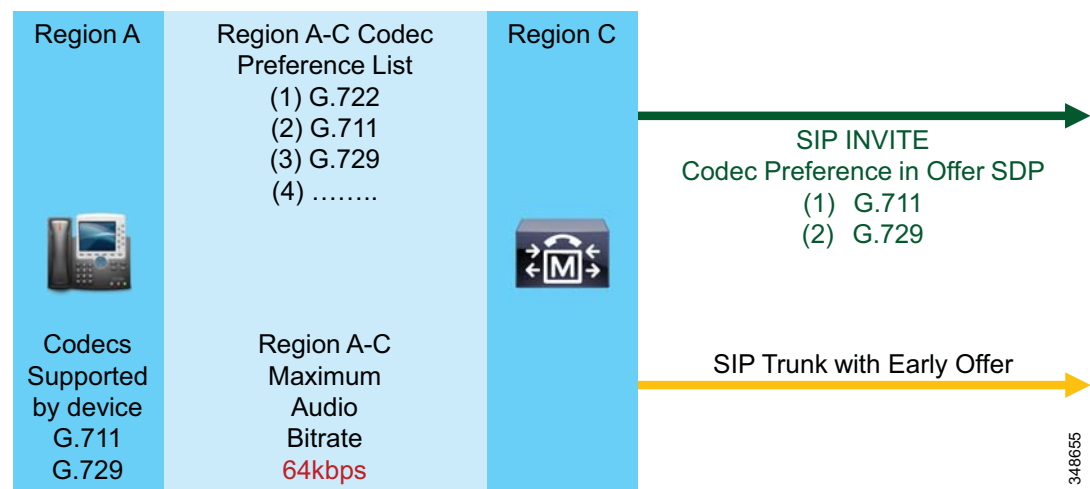 Region A
Region A-C Codec
Preference List
(1) G.722
(2) G.711
(3) G.729
(4) ........
Region C
SIP INVITE
Codec Preference in Offer SDP
(1) G.711
(2) G.729
M
Codecs
Supported
by device
G.711
G.729
Region A-C
Maximum
Audio
Bitrate
64kbps
SIP Trunk with Early Offer
348655